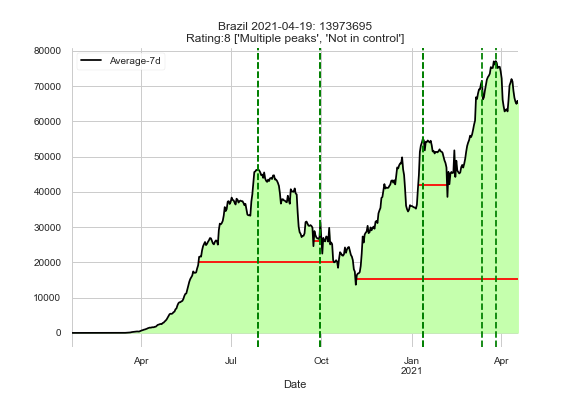 Brazil 2021-04-19: 13973695
Rating:8 ['Multiple peaks', 'Not in control']
Average-7d
80000
70000
60000
50000
40000
30000
20000
10000
0
Apr
Jul
Oct
Jan
2021
Apr
Date